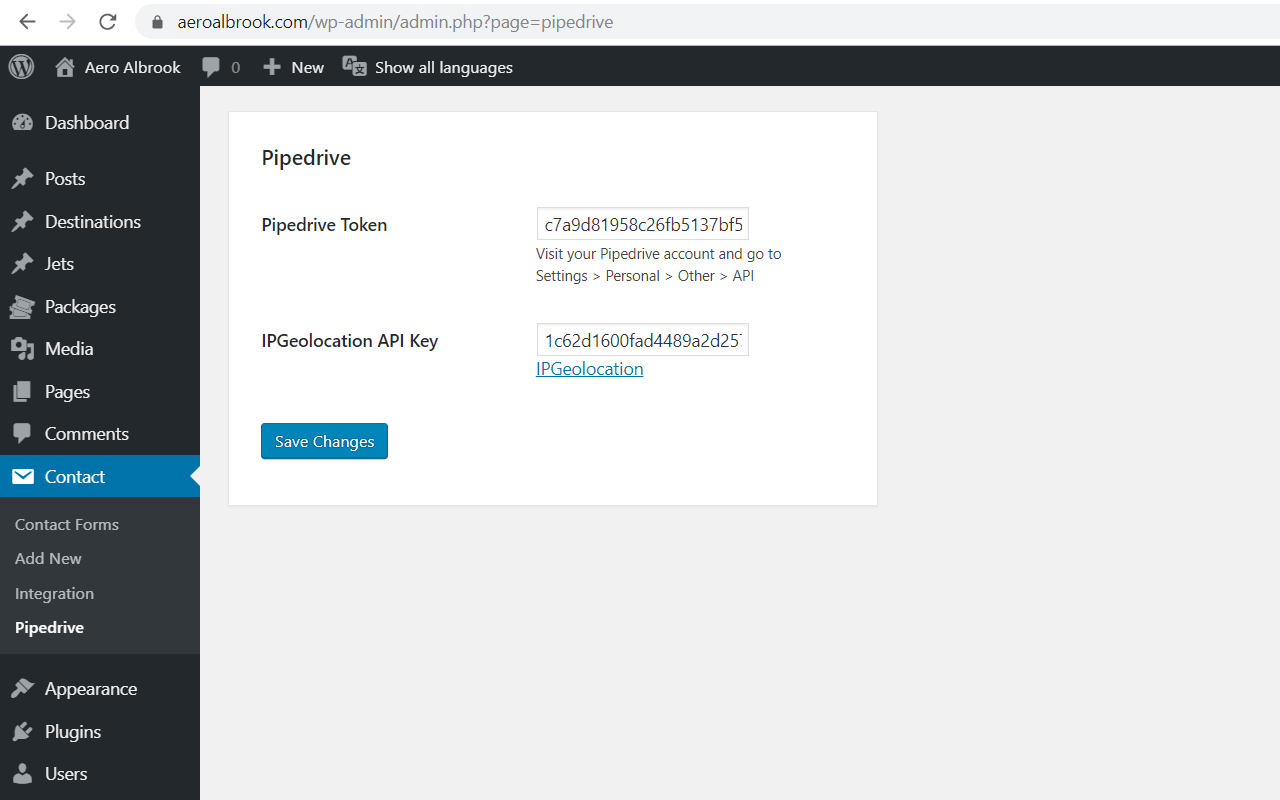 aeroalbrook.com/wp-admin/admin.php?page=pipedrive
Aero Albrook 0 New Show all languages
Dashboard
Posts
Destinations
Jets
Packages
Media
Pages
Comments
Contact
Contact Forms
Add New
Integration
Pipedrive
Appearance
Plugins
Users
Pipedrive
Pipedrive Token
c7a9d81958c26fb5137bf5
Visit your Pipedrive account and go to
Settings > Personal > Other > API
IPGeolocation API Key
1c62d1600fad4489a2d257
IPGeolocation
Save Changes